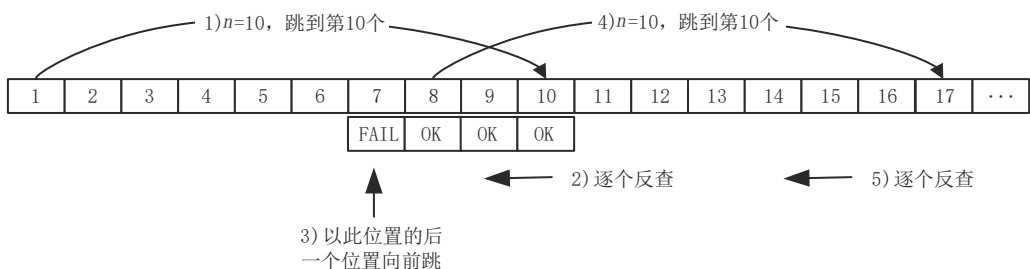 1)n=10，跳到第10个 4)n=10，跳到第10个
1 2 3 4 5 6 7 8 9 10 11 12 13 14 15 16 17 ···
FAIL OK OK OK
2)逐个反查 5)逐个反查
3)以此位置的后
一个位置向前跳